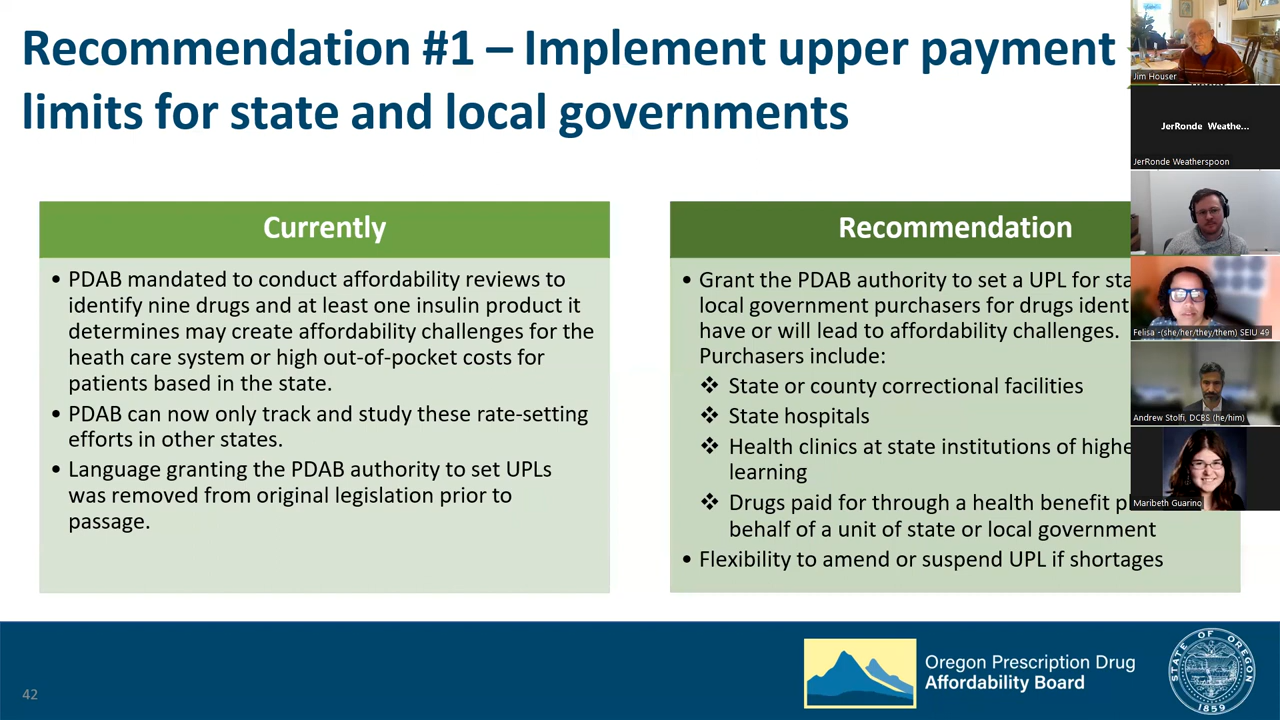 Recommendation #1 – Implement upper payment
limits for state and local governments
Currently
• PDAB mandated to conduct affordability reviews to
identify nine drugs and at least one insulin product it
determines may create affordability challenges for the
heath care system or high out-of-pocket costs for
patients based in the state.
• PDAB can now only track and study these rate-setting
efforts in other states.
• Language granting the PDAB authority to set UPLs
was removed from original legislation prior to
passage.
Recommendation
• Grant the PDAB authority to set a UPL for
local government purchasers for drugs
have or will lead to affordability challenges.
Purchasers include:
❖ State or county correctional facilities
❖ State hospitals
❖ Health clinics at state institutions of
learning
❖ Drugs paid for through a health benefit
behalf of a unit of state or local government
• Flexibility to amend or suspend UPL if shortages
Jim Houser
JerRonde Weathe...
JerRonde Weatherspoon
Felisa -(she/her/they/them) SEIU 49
Andrew Stolfi, DCBS (he/him)
Maribeth Guarino
42
Oregon Prescription Drug
Affordability Board
STATE OF OREGON
1859